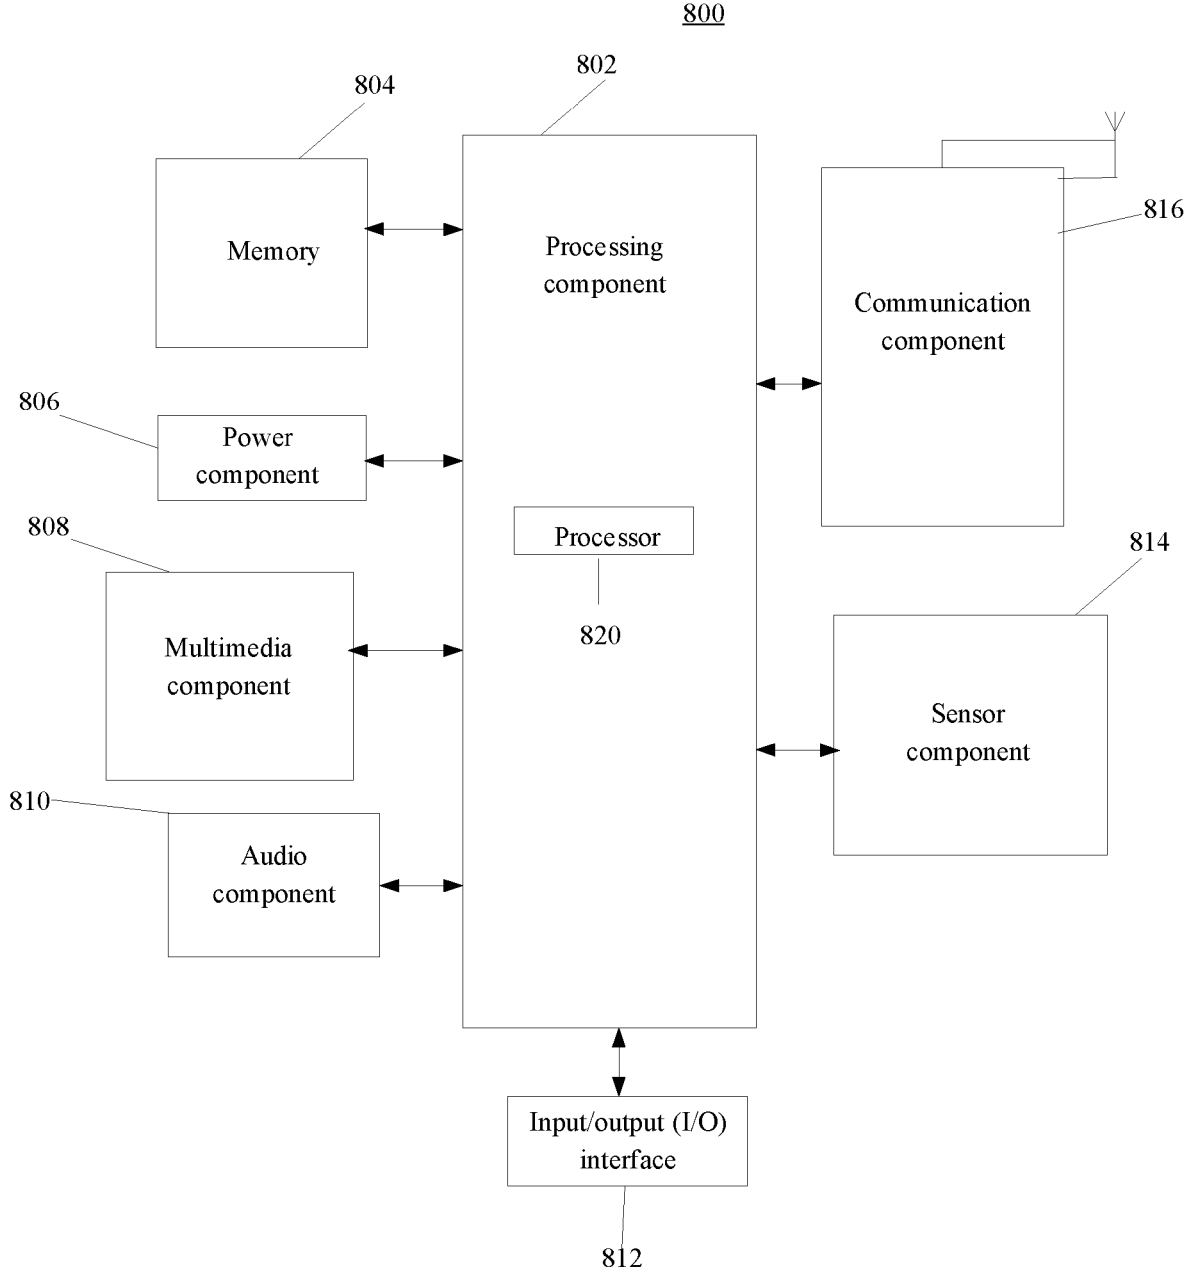 800
802
804
Memory
Processing
component
816
Communication
component
806
Power
component
808
Processor
820
814
Multimedia
component
Sensor
component
810
Audio
component
Input/output (I/O)
interface
812